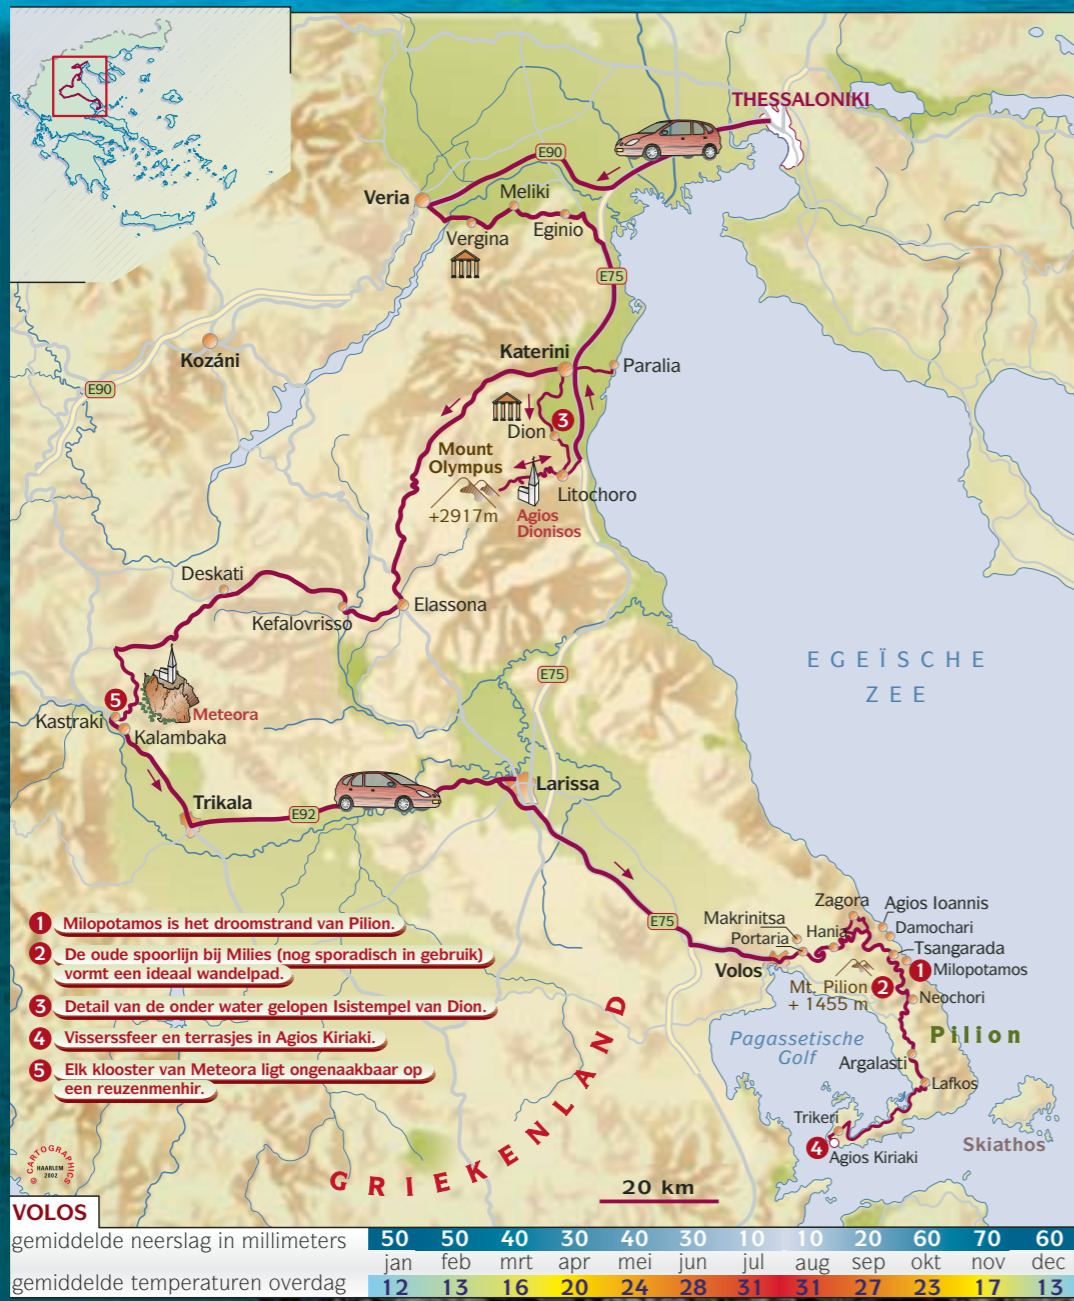 THESSALONIKI
E90
Veria
Meliki
Vergina
Eginio
E75
Kozáni
Katerini
Paralia
E90
3
Dion
Mount
Olympus
+2917m
Litochoro
Agios
Dionisos
Deskati
Kefalovrisso
Elassona
EGEÏSCHE
ZEE
E75
5
Meteora
Kastraki
Kalambaka
Larissa
Trikala
E92
E75
Zagora
Agios Ioannis
Makrinitsa
Damochari
Portaria
Hania
Tsangarada
Volos
1
Milopotamos
Mt. Pilion
+ 1455 m
2
Neochori
Pilion
Pagassetische
Golf
Argalasti
Lafkos
Trikeri
4
Agios Kiriaki
Skiathos
GRIEKENLAND
1 Milopotamos is het droomstrand van Pilion.
2 De oude spoorlijn bij Milies (nog sporadisch in gebruik)
vormt een ideaal wandelpad.
3 Detail van de onder water gelopen Isistempel van Dion.
4 Visserssfeer en terrasjes in Agios Kiriaki.
5 Elk klooster van Meteora ligt ongenaakbaar op
een reuzenmenhir.
© CARTOGRAPHICS
HAARLEM
2002
20 km
VOLOS
gemiddelde neerslag in millimeters 50 50 40 30 40 30 10 10 20 60 70 60
jan feb mrt apr mei jun jul aug sep okt nov dec
gemiddelde temperaturen overdag 12 13 16 20 24 28 31 31 27 23 17 13